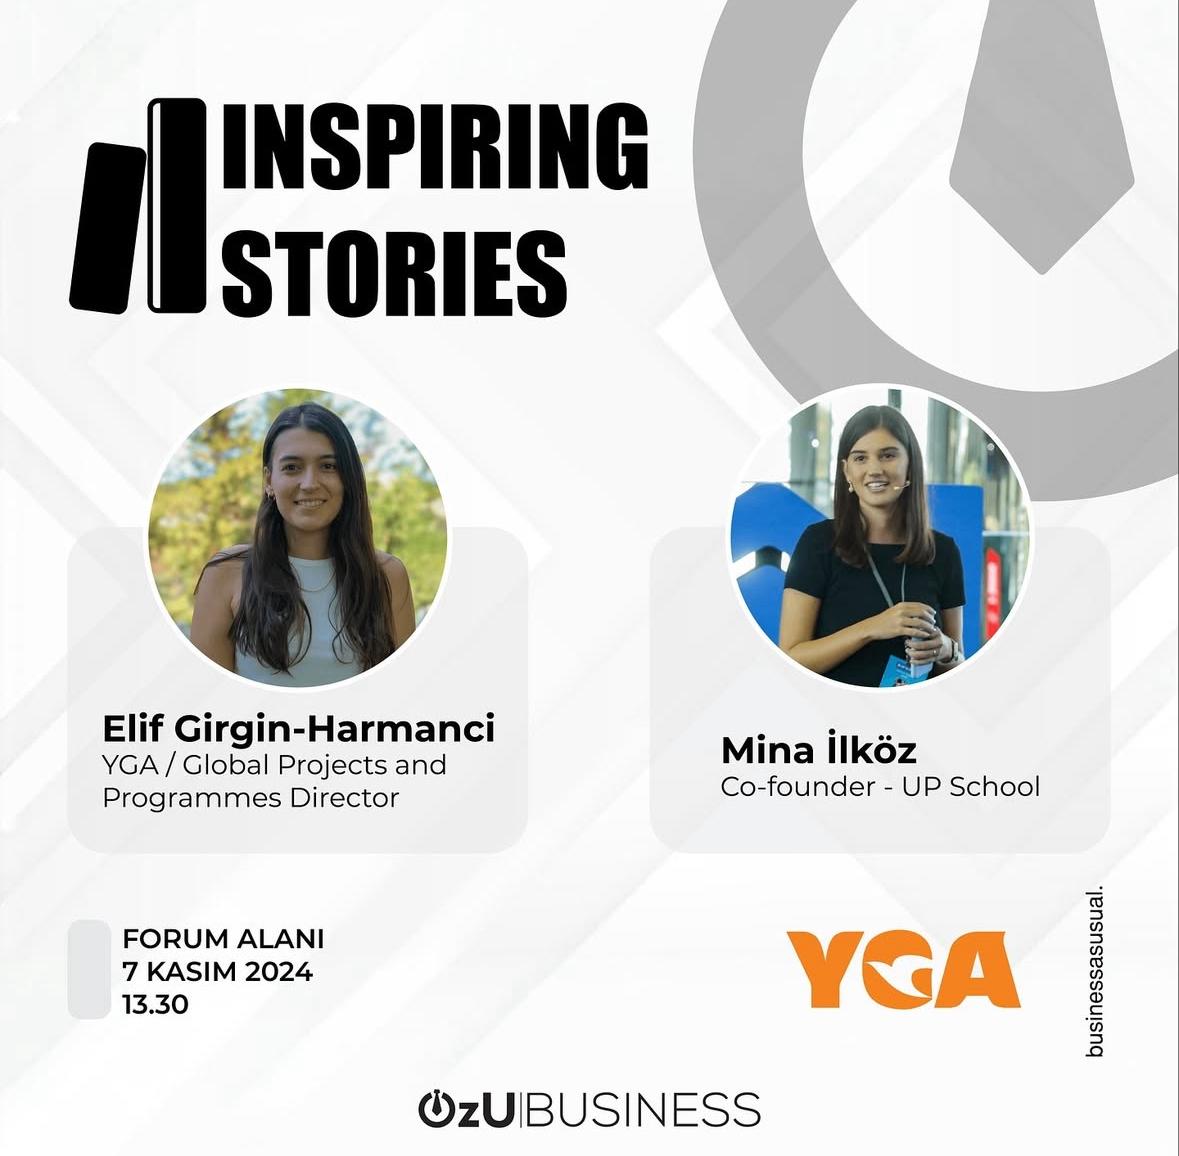 INSPIRING
STORIES
Elif Girgin-Harmanci
YGA / Global Projects and
Programmes Director
Mina İlköz
Co-founder - UP School
FORUM ALANI
7 KASIM 2024
13.30
YGA
businessasusual.
ÖzU|BUSINESS